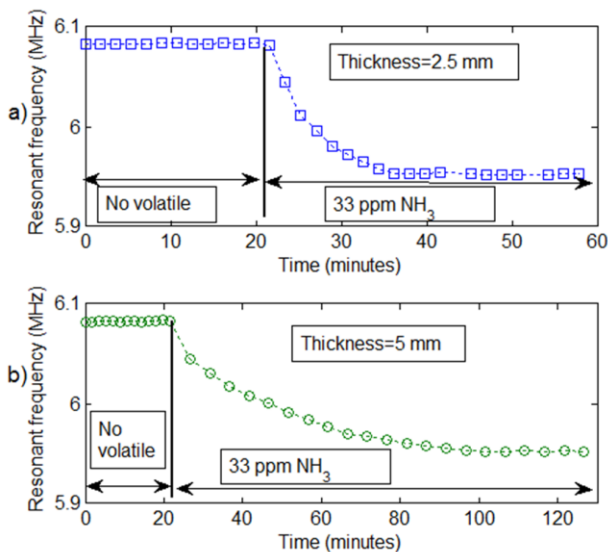 a)
Resonant frequency (MHz)
6.1
6
5.9
Thickness=2.5 mm
No volatile
33 ppm NH3
0 10 20 30 40 50 60
Time (minutes)
b)
Resonant frequency (MHz)
6.1
6
5.9
Thickness=5 mm
No
volatile
33 ppm NH3
0 20 40 60 80 100 120
Time (minutes)